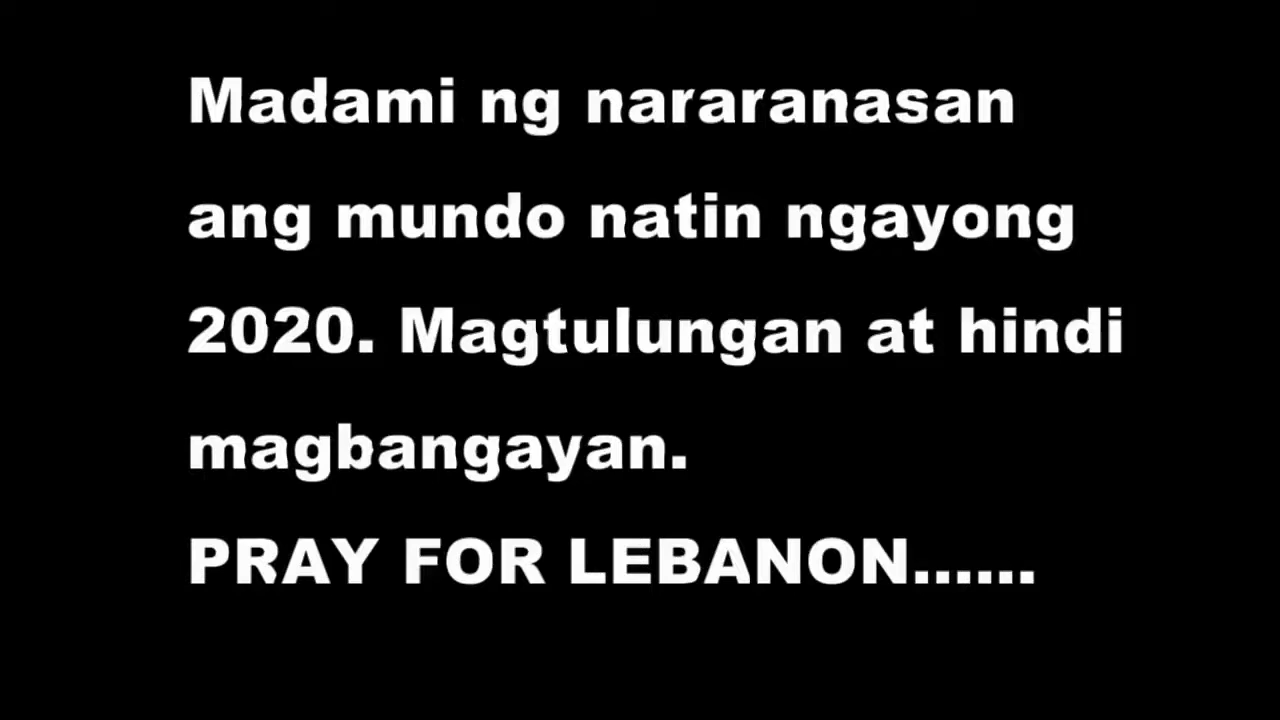 Madami ng nararanasan
ang mundo natin ngayong
2020. Magtulungan at hindi
magbangayan.
PRAY FOR LEBANON......